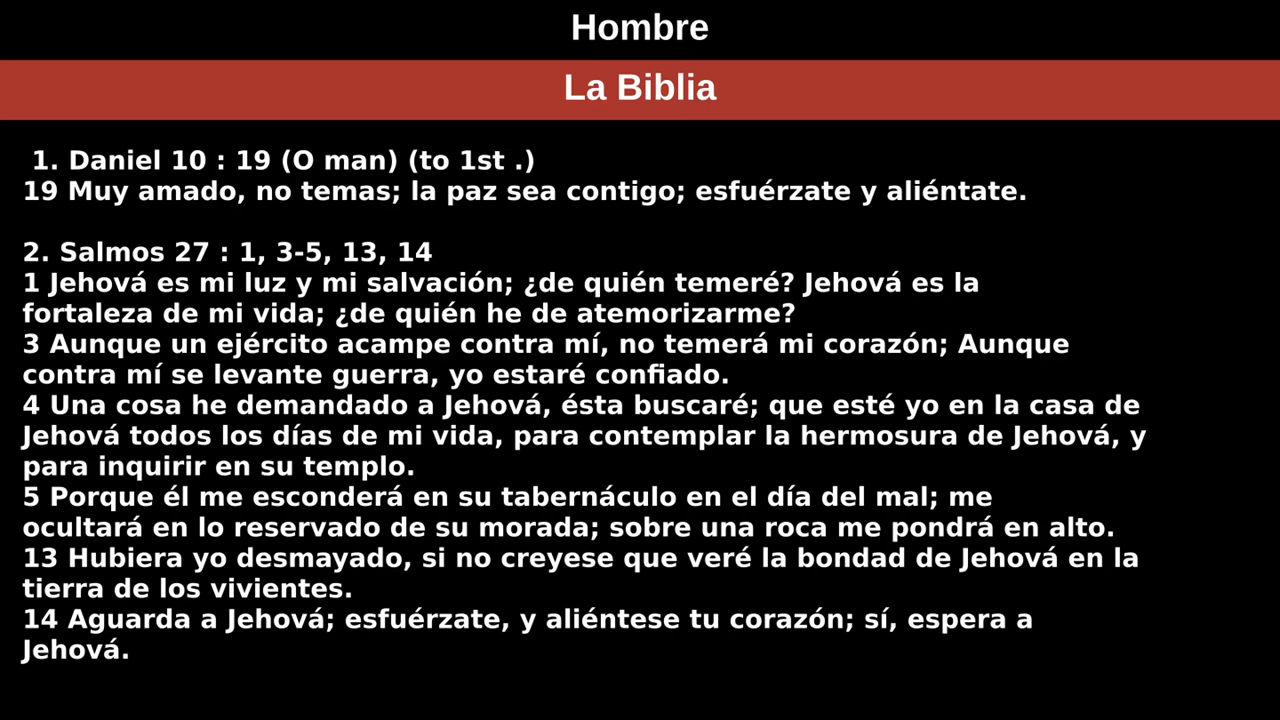 Hombre
La Biblia
1. Daniel 10 : 19 (O man) (to 1st .)
19 Muy amado, no temas; la paz sea contigo; esfuérzate y aliéntate.
2. Salmos 27 : 1, 3-5, 13, 14
1 Jehová es mi luz y mi salvación; ¿de quién temeré? Jehová es la
fortaleza de mi vida; ¿de quién he de atemorizarme?
3 Aunque un ejército acampe contra mí, no temerá mi corazón; Aunque
contra mí se levante guerra, yo estaré confiado.
4 Una cosa he demandado a Jehová, ésta buscaré; que esté yo en la casa de
Jehová todos los días de mi vida, para contemplar la hermosura de Jehová, y
para inquirir en su templo.
5 Porque él me esconderá en su tabernáculo en el día del mal; me
ocultará en lo reservado de su morada; sobre una roca me pondrá en alto.
13 Hubiera yo desmayado, si no creyese que veré la bondad de Jehová en la
tierra de los vivientes.
14 Aguarda a Jehová; esfuérzate, y aliéntese tu corazón; sí, espera a
Jehová.